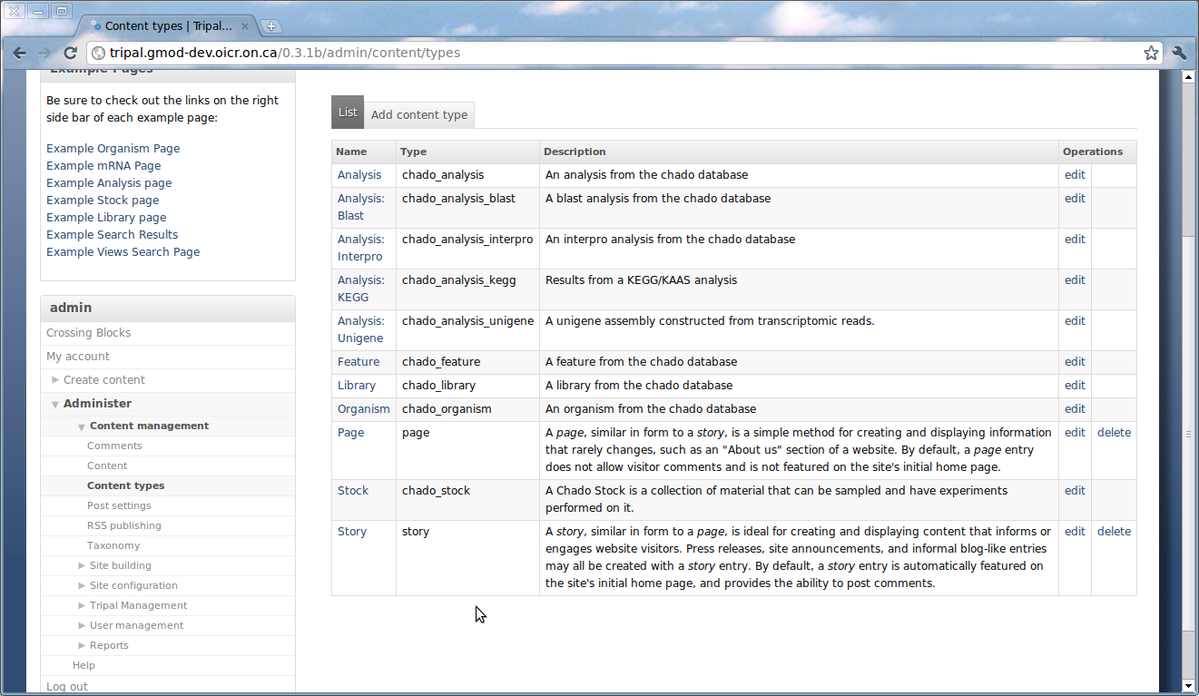 Content types | Tripal...
tripal.gmod-dev.oicr.on.ca/0.3.1b/admin/content/types
Example Pages
Be sure to check out the links on the right
side bar of each example page:
Example Organism Page
Example mRNA Page
Example Analysis page
Example Stock page
Example Library page
Example Search Results
Example Views Search Page
admin
Crossing Blocks
My account
Create content
Administer
Content management
Comments
Content
Content types
Post settings
RSS publishing
Taxonomy
Site building
Site configuration
Tripal Management
User management
Reports
Help
Log out
List Add content type
Name Type Description Operations
Analysis chado_analysis An analysis from the chado database edit
Analysis: chado_analysis_blast A blast analysis from the chado database edit
Blast
Analysis: chado_analysis_interpro An interpro analysis from the chado database edit
Interpro
Analysis: chado_analysis_kegg Results from a KEGG/KAAS analysis edit
KEGG
Analysis: chado_analysis_unigene A unigene assembly constructed from transcriptomic reads. edit
Unigene
Feature chado_feature A feature from the chado database edit
Library chado_library A library from the chado database edit
Organism chado_organism An organism from the chado database edit
Page page A page, similar in form to a story, is a simple method for creating and displaying information edit delete
that rarely changes, such as an "About us" section of a website. By default, a page entry
does not allow visitor comments and is not featured on the site's initial home page.
Stock chado_stock A Chado Stock is a collection of material that can be sampled and have experiments edit
performed on it.
Story story A story, similar in form to a page, is ideal for creating and displaying content that informs or edit delete
engages website visitors. Press releases, site announcements, and informal blog-like entries
may all be created with a story entry. By default, a story entry is automatically featured on
the site's initial home page, and provides the ability to post comments.